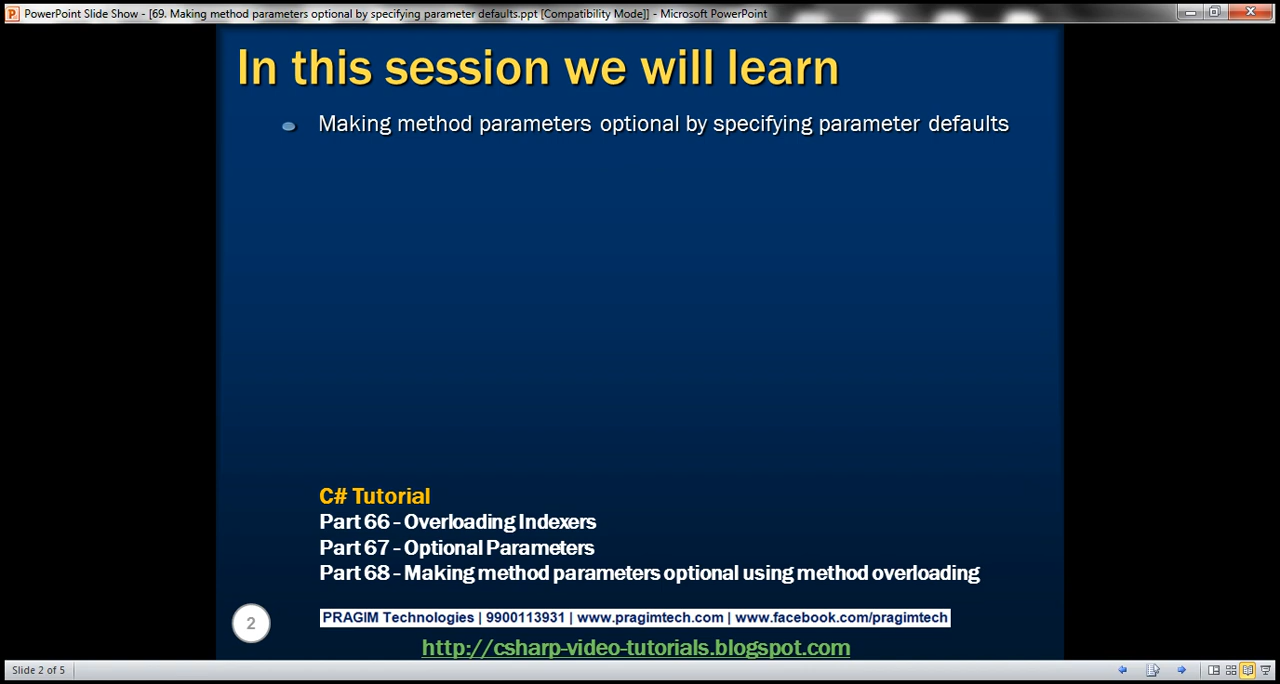 PowerPoint Slide Show - [69. Making method parameters optional by specifying parameter defaults.ppt [Compatibility Mode]] - Microsoft PowerPoint
In this session we will learn
Making method parameters optional by specifying parameter defaults
C# Tutorial
Part 66 - Overloading Indexers
Part 67 - Optional Parameters
Part 68 - Making method parameters optional using method overloading
PRAGIM Technologies | 9900113931 | www.pragimtech.com | www.facebook.com/pragimtech
2
http://csharp-video-tutorials.blogspot.com
Slide 2 of 5